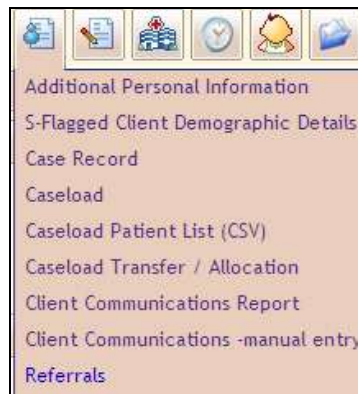 Additional Personal Information
S-Flagged Client Demographic Details
Case Record
Caseload
Caseload Patient List (CSV)
Caseload Transfer / Allocation
Client Communications Report
Client Communications -manual entry
Referrals